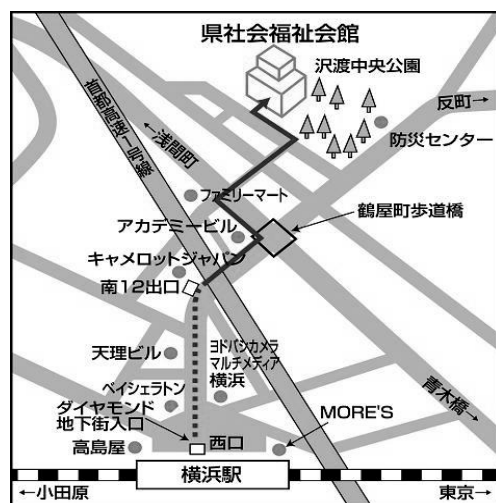 県社会福祉会館
沢渡中央公園
反町
防災センター
首都高速1号線
浅間町
ファミリーマート
鶴屋町歩道橋
アカデミービル
キャメロットジャパン
南12出口
天理ビル
ヨドバシカメラ
マルチメディア
横浜
青木橋
ベイシェラトン
ダイヤモンド
地下街入口
MORE'S
高島屋
西口
横浜駅
←小田原
東京→